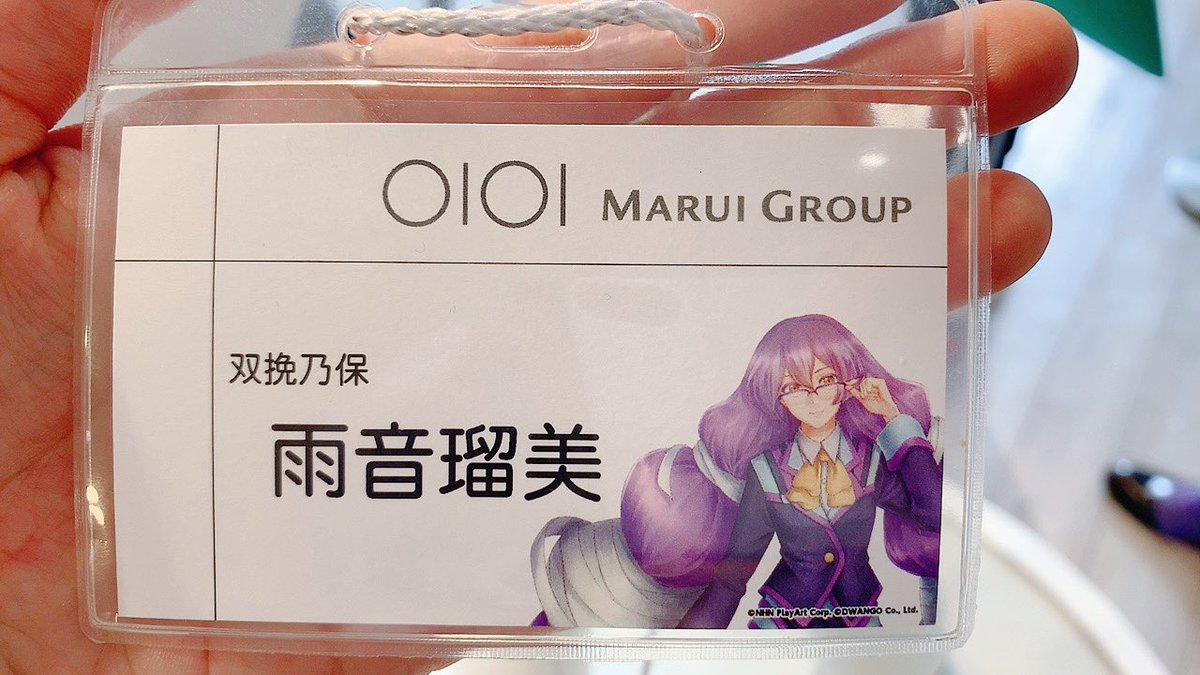 OIOI MARUI GROUP
双挽乃保
雨音瑠美
©NHN PlayArt Corp. ©DWANGO Co., Ltd.